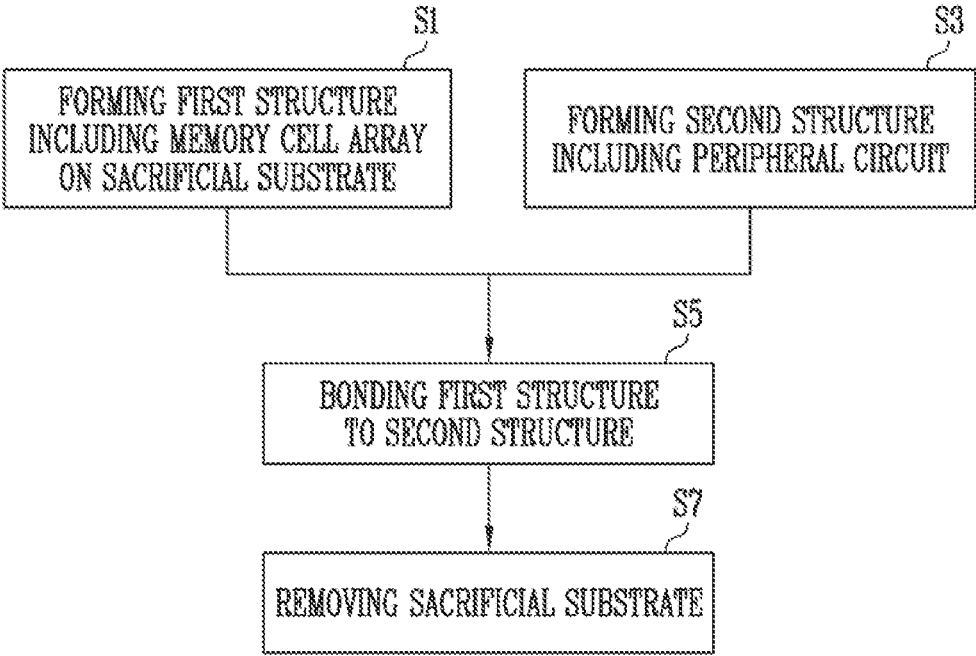 S1
FORMING FIRST STRUCTURE
INCLUDING MEMORY CELL ARRAY
ON SACRIFICIAL SUBSTRATE
S3
FORMING SECOND STRUCTURE
INCLUDING PERIPHERAL CIRCUIT
S5
BONDING FIRST STRUCTURE
TO SECOND STRUCTURE
S7
REMOVING SACRIFICIAL SUBSTRATE